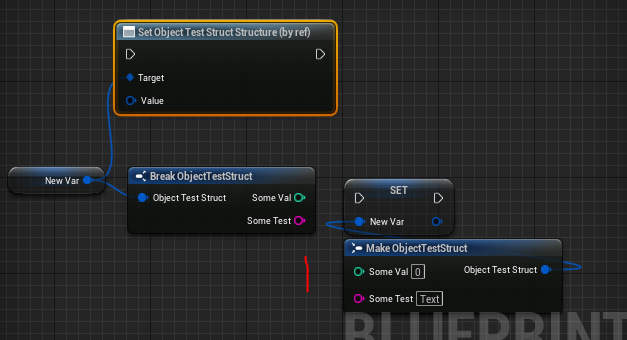 Set Object Test Struct Structure (by ref)
Target
Value
New Var
Break ObjectTestStruct
Object Test Struct
Some Val
Some Test
SET
New Var
Make ObjectTestStruct
Some Val 0
Object Test Struct
Some Test Text
BLUEPRINT